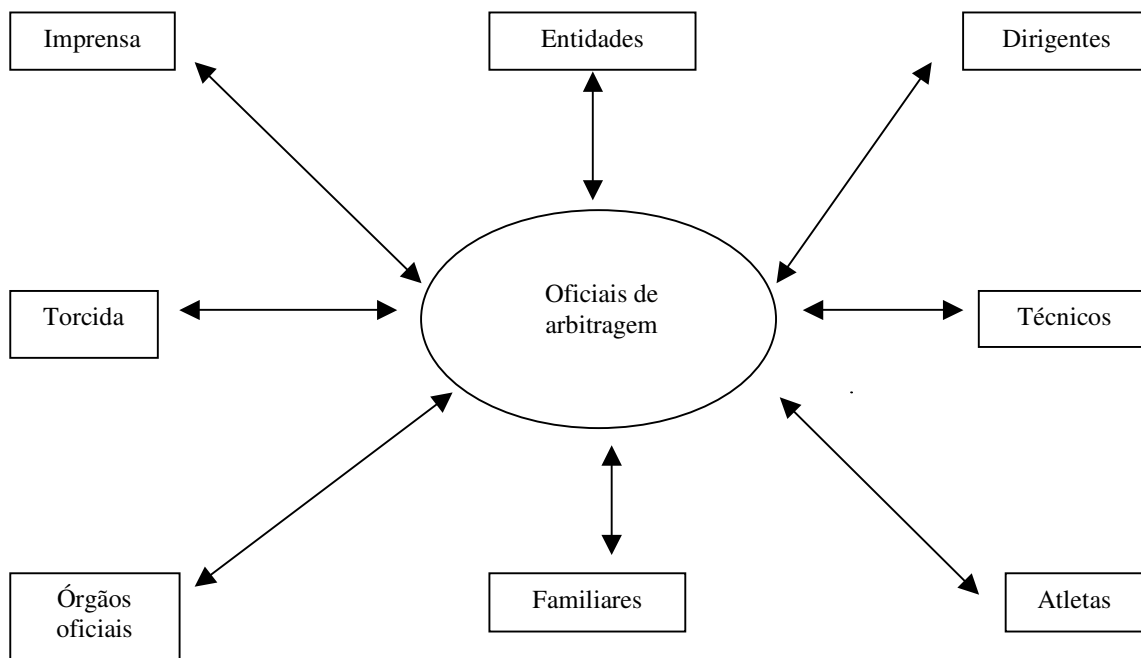 Imprensa
Entidades
Dirigentes
Oficiais de
arbitragem
Torcida
Técnicos
Órgãos
oficiais
Familiares
Atletas